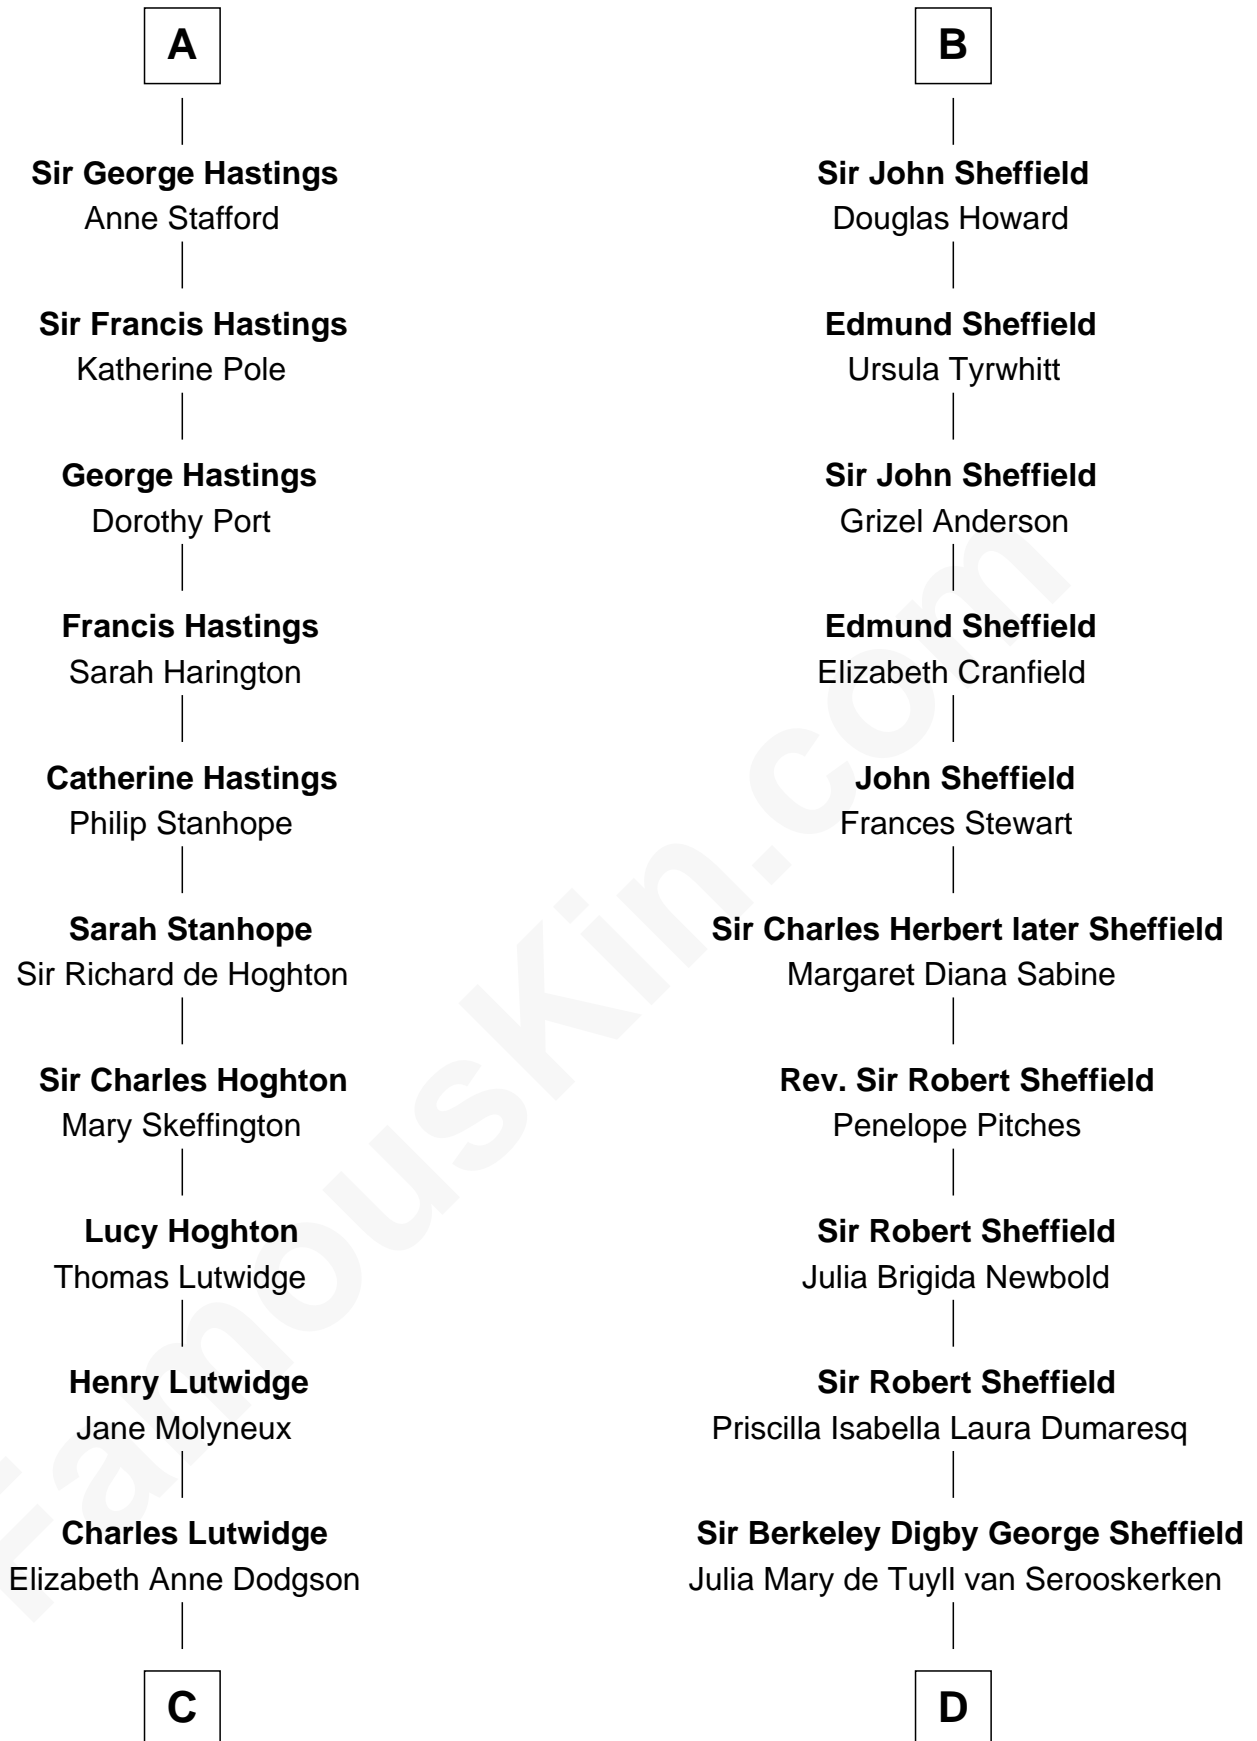 A
Sir George Hastings
Anne Stafford
Sir Francis Hastings
Katherine Pole
George Hastings
Dorothy Port
Francis Hastings
Sarah Harington
Catherine Hastings
Philip Stanhope
Sarah Stanhope
Sir Richard de Hoghton
Sir Charles Hoghton
Mary Skeffington
Lucy Hoghton
Thomas Lutwidge
Henry Lutwidge
Jane Molyneux
Charles Lutwidge
Elizabeth Anne Dodgson
C
B
Sir John Sheffield
Douglas Howard
Edmund Sheffield
Ursula Tyrwhitt
Sir John Sheffield
Grizel Anderson
Edmund Sheffield
Elizabeth Cranfield
John Sheffield
Frances Stewart
Sir Charles Herbert later Sheffield
Margaret Diana Sabine
Rev. Sir Robert Sheffield
Penelope Pitches
Sir Robert Sheffield
Julia Brigida Newbold
Sir Robert Sheffield
Priscilla Isabella Laura Dumaresq
Sir Berkeley Digby George Sheffield
Julia Mary de Tuyll van Serooskerken
D
FamousKin.com